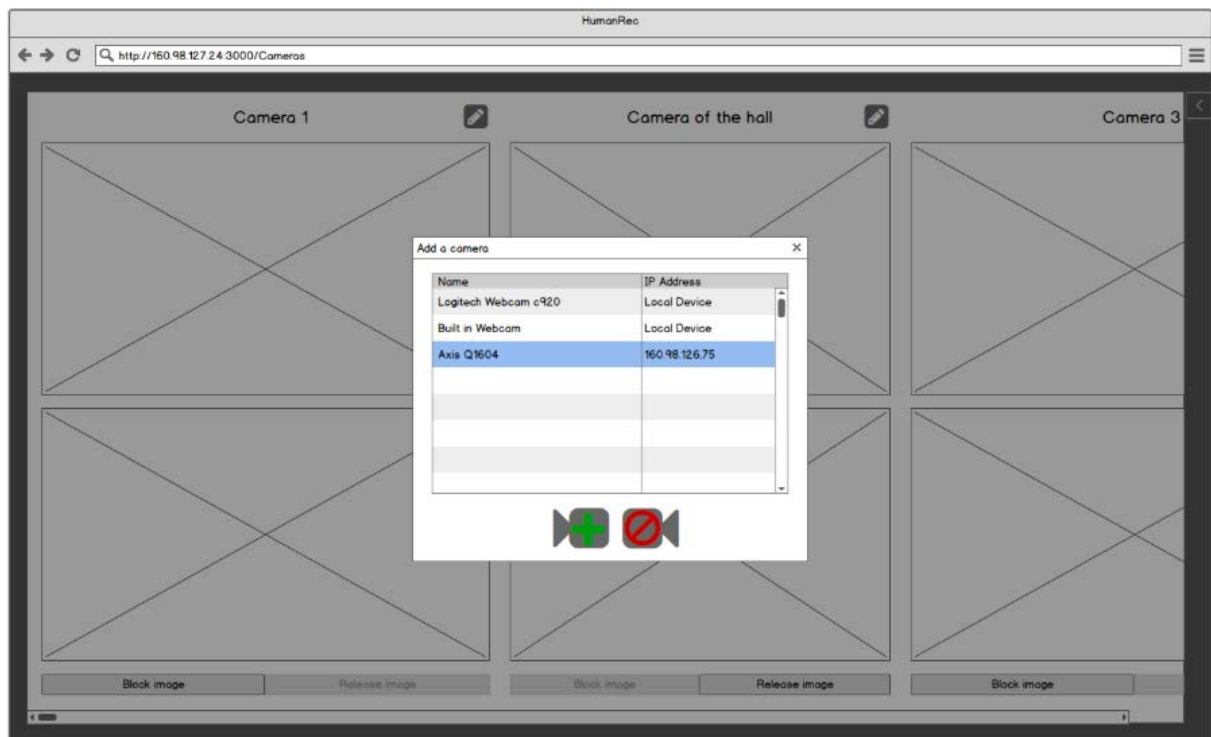 HumanRec
http://160.98.127.24:3000/Cameras
Camera 1
Camera of the hall
Camera 3
Add a camera
Name IP Address
Logitech Webcam c920 Local Device
Built in Webcam Local Device
Axis Q1604 160.98.126.75
Block image Release image Block image Release image Block image